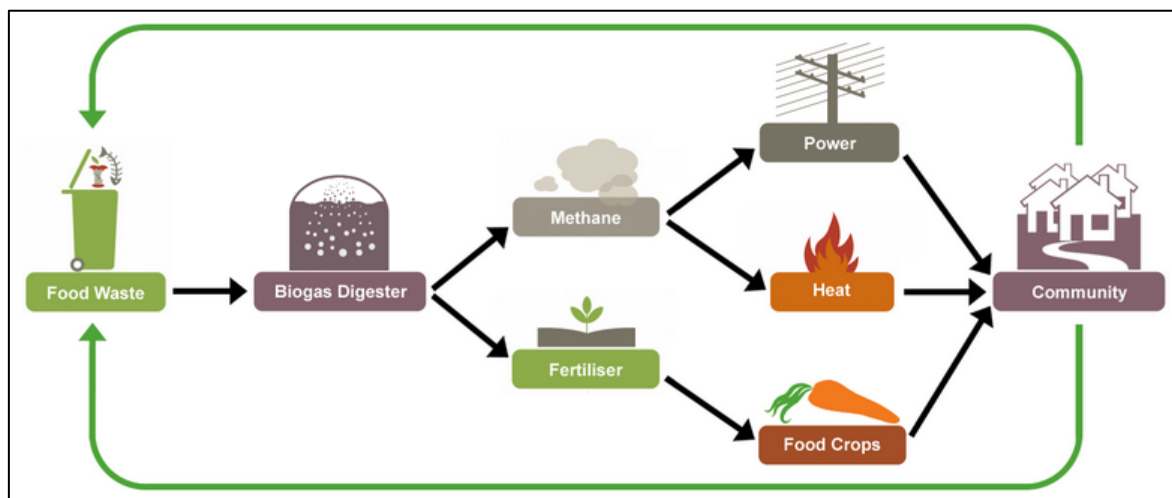 Power
Methane
Food Waste
Biogas Digester
Heat
Community
Fertiliser
Food Crops